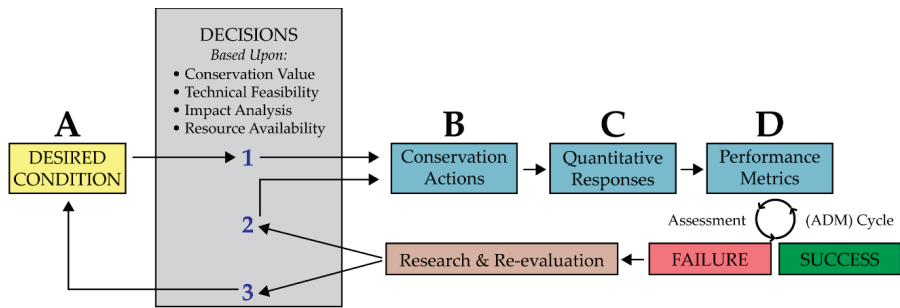 DECISIONS
Based Upon:
• Conservation Value
• Technical Feasibility
• Impact Analysis
• Resource Availability
A
DESIRED
CONDITION
1
2
3
B
Conservation
Actions
C
Quantitative
Responses
D
Performance
Metrics
Assessment (ADM) Cycle
Research & Re-evaluation
FAILURE
SUCCESS